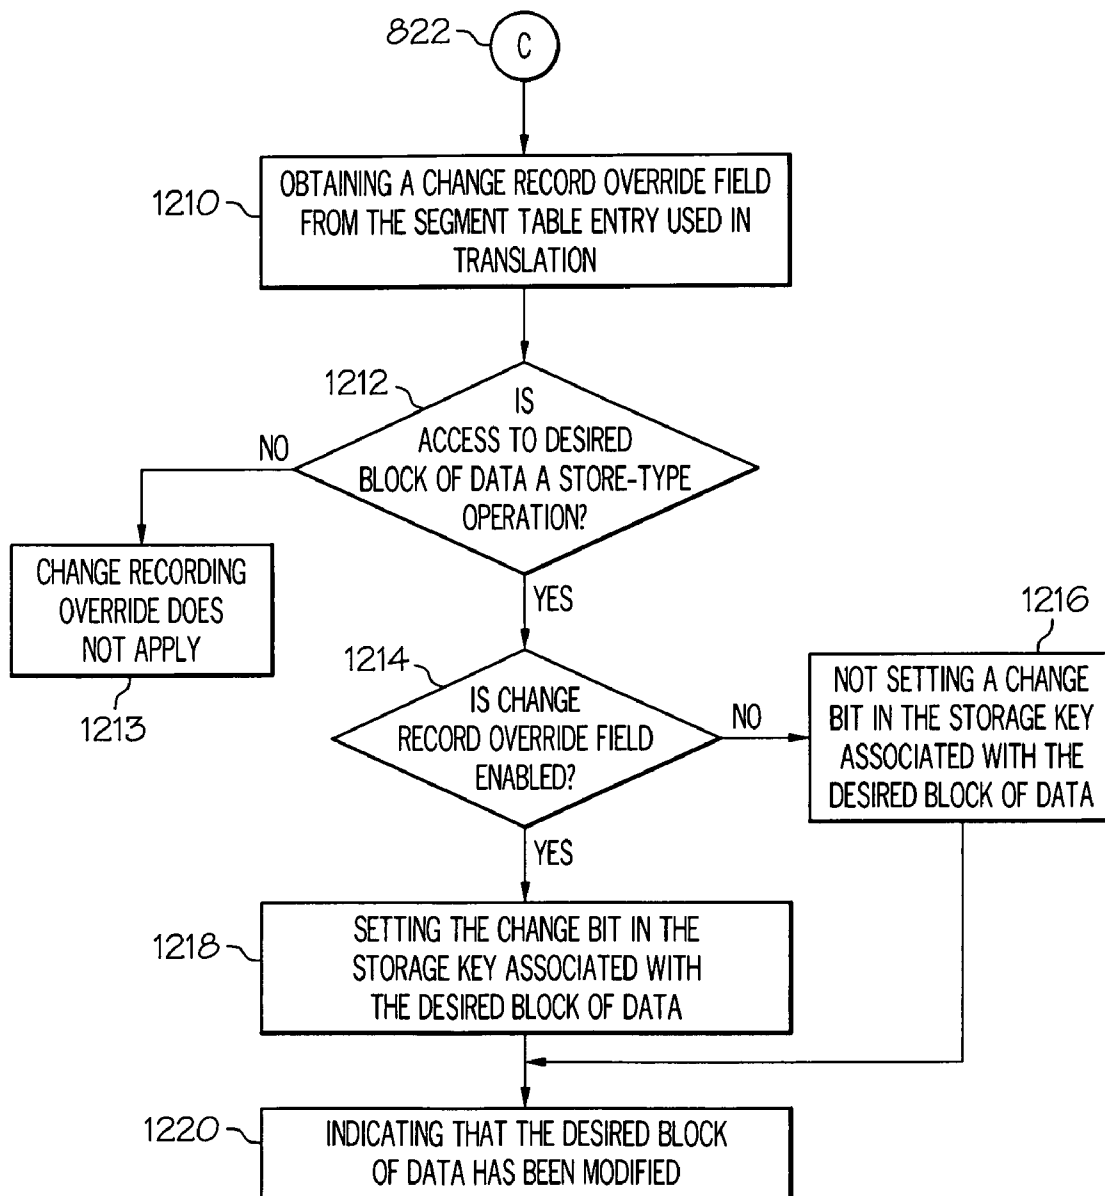 822
C
1210
OBTAINING A CHANGE RECORD OVERRIDE FIELD
FROM THE SEGMENT TABLE ENTRY USED IN
TRANSLATION
1212
IS
ACCESS TO DESIRED
BLOCK OF DATA A STORE-TYPE
OPERATION?
NO
CHANGE RECORDING
OVERRIDE DOES
NOT APPLY
1213
YES
1214
IS CHANGE
RECORD OVERRIDE FIELD
ENABLED?
NO
1216
NOT SETTING A CHANGE
BIT IN THE STORAGE KEY
ASSOCIATED WITH THE
DESIRED BLOCK OF DATA
YES
1218
SETTING THE CHANGE BIT IN THE
STORAGE KEY ASSOCIATED WITH
THE DESIRED BLOCK OF DATA
1220
INDICATING THAT THE DESIRED BLOCK
OF DATA HAS BEEN MODIFIED